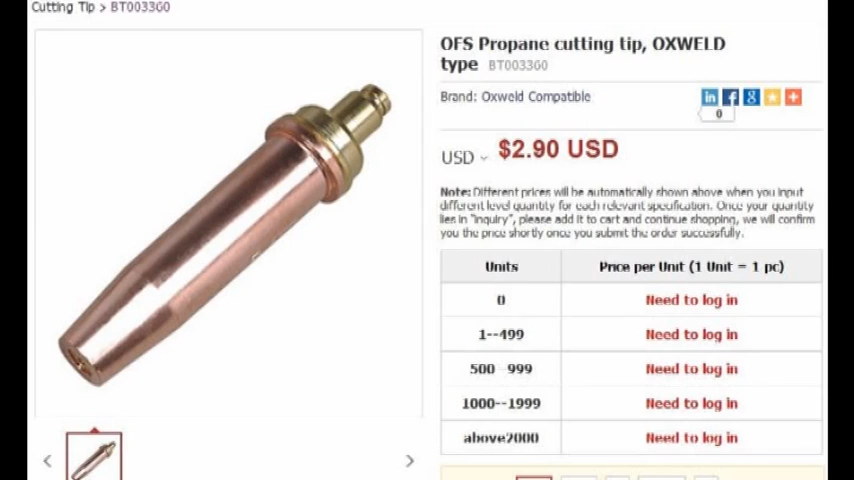 Cutting Tip > BT0033G0
OFS Propane cutting tip, OXWELD
type BT0033G0
Brand: Oxweld Compatible
0
USD $2.90 USD
Note: Different prices will be automatically shown above when you input
different level quantity for each relevant specification. Once your quantity
lies in "Inquiry", please add it to cart and continue shopping, we will confirm
you the price shortly once you submit the order successfully.
Units Price per Unit (1 Unit = 1 pc)
0 Need to log in
1--499 Need to log in
500--999 Need to log in
1000--1999 Need to log in
above2000 Need to log in